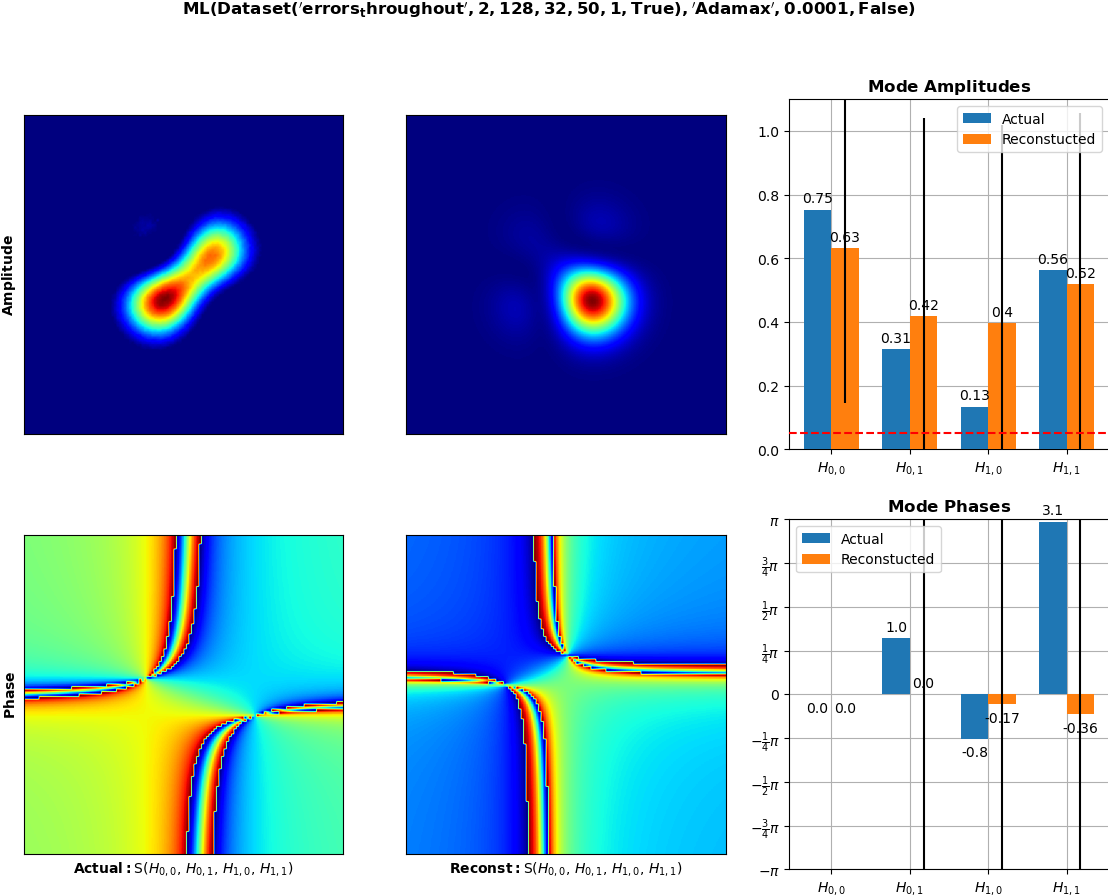 ML(Dataset('errors_throughout', 2, 128, 32, 50, 1, True), 'Adamax', 0.0001, False)
Mode Amplitudes
Amplitude
Actual
Reconstucted
1.0
0.8
0.6
0.4
0.2
0.0
0.75
0.63
0.31
0.42
0.13
0.4
0.56
0.52
H0,0
H0,1
H1,0
H1,1
Mode Phases
Phase
Actual
Reconstucted
π
3/4π
1/2π
1/4π
0
−1/4π
−1/2π
−3/4π
−π
0.0
0.0
1.0
0.0
-0.8
-0.17
3.1
-0.36
H0,0
H0,1
H1,0
H1,1
Actual: S(H0,0, H0,1, H1,0, H1,1)
Reconst: S(H0,0, H0,1, H1,0, H1,1)